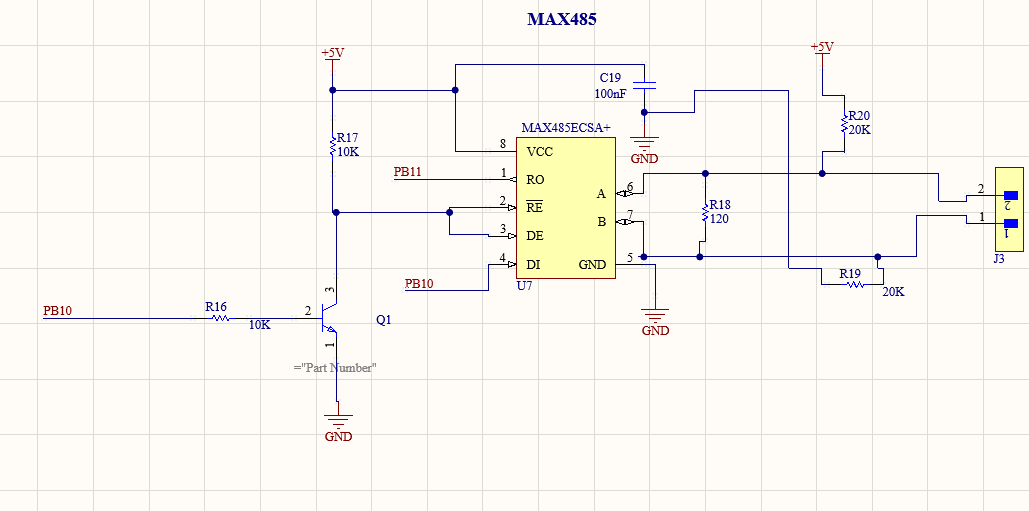 MAX485
+5V
+5V
C19
100nF
R20
20K
MAX485ECSA+
R17
10K
GND
8
VCC
PB11
1
RO
6
A
2
RE
2
2
R18
120
7
B
1
1
3
DE
4
DI
GND
5
J3
R19
PB10
U7
20K
3
PB10
R16
10K
2
Q1
GND
1
="Part Number"
GND